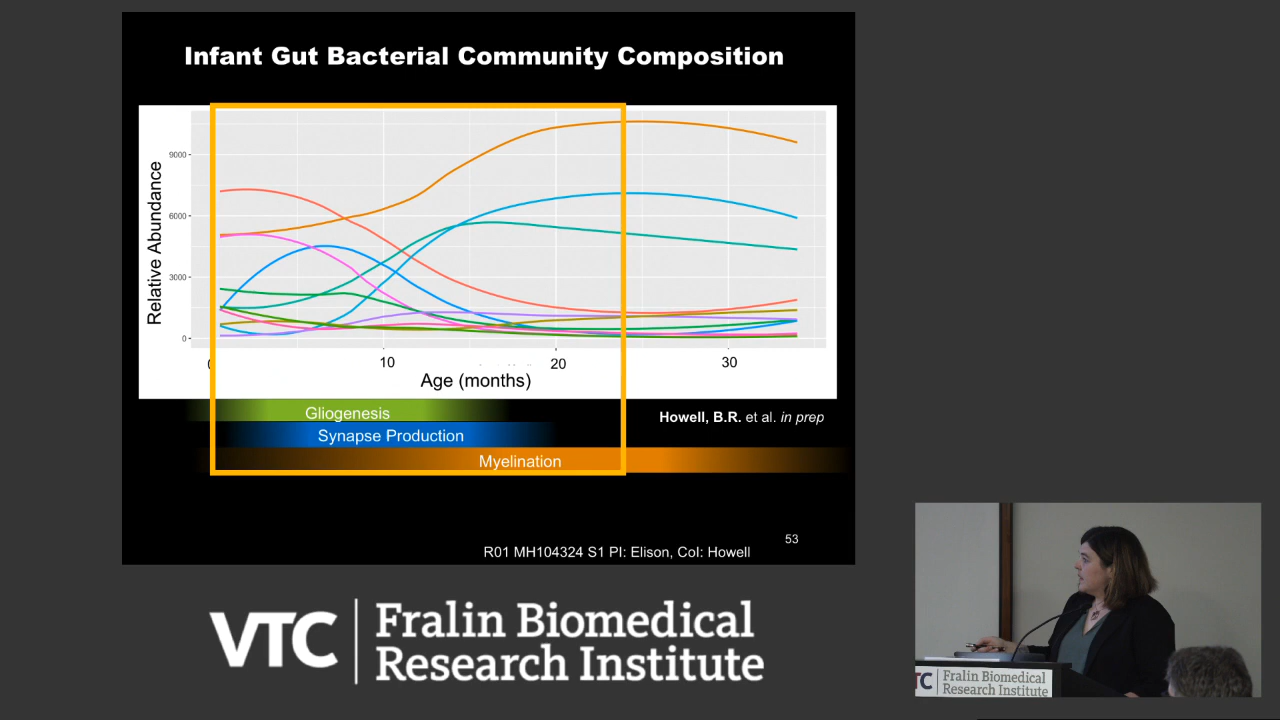 Infant Gut Bacterial Community Composition
Relative Abundance
9000
6000
3000
0
10
20
30
Age (months)
Gliogenesis
Synapse Production
Myelination
Howell, B.R. et al. in prep
53
R01 MH104324 S1 PI: Elison, CoI: Howell
VTC
Fralin Biomedical
Research Institute
TC
Fralin Biomedical
Research Institute